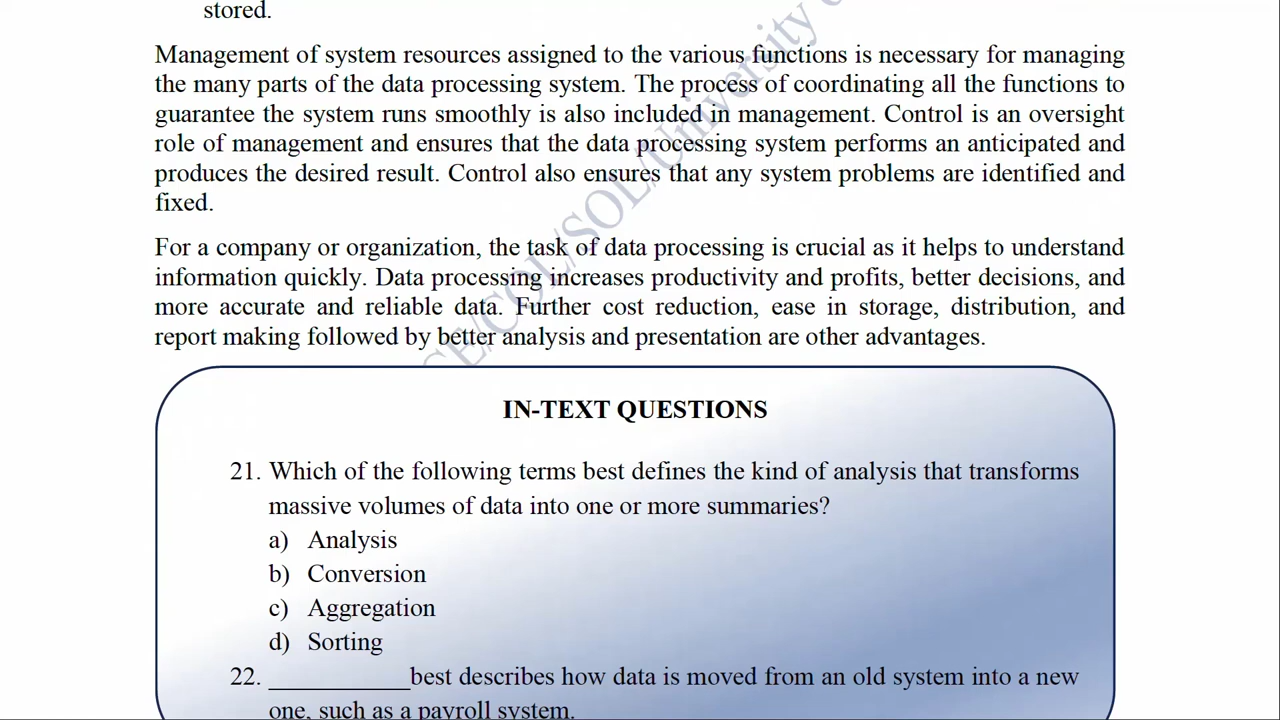 stored.
Management of system resources assigned to the various functions is necessary for managing
the many parts of the data processing system. The process of coordinating all the functions to
guarantee the system runs smoothly is also included in management. Control is an oversight
role of management and ensures that the data processing system performs an anticipated and
produces the desired result. Control also ensures that any system problems are identified and
fixed.
For a company or organization, the task of data processing is crucial as it helps to understand
information quickly. Data processing increases productivity and profits, better decisions, and
more accurate and reliable data. Further cost reduction, ease in storage, distribution, and
report making followed by better analysis and presentation are other advantages.
CE/COL/SOL/University
IN-TEXT QUESTIONS
21. Which of the following terms best defines the kind of analysis that transforms
massive volumes of data into one or more summaries?
a) Analysis
b) Conversion
c) Aggregation
d) Sorting
22. ___________best describes how data is moved from an old system into a new
one, such as a payroll system.